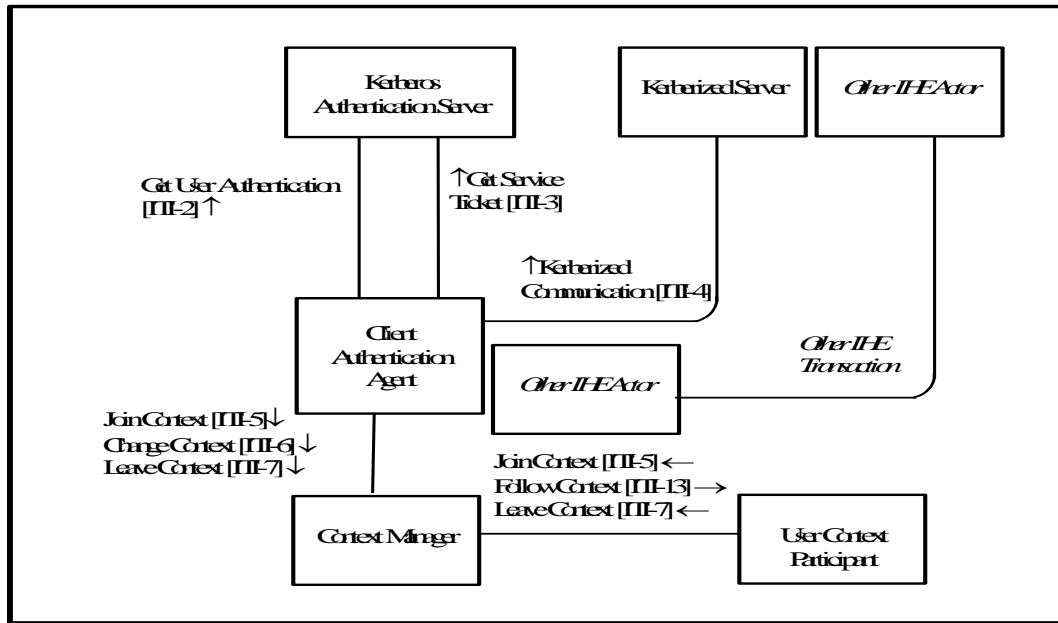 Kerberos
Authentication Server
Kerberized Server
Other IHE Actor
Get User Authentication
[ITI-2] ↑
↑Get Service
Ticket [ITI-3]
↑Kerberized
Communication [ITI-4]
Client
Authentication
Agent
Other IHE Actor
Other IHE
Transaction
Join Context [ITI-5]↓
Change Context [ITI-6]↓
Leave Context [ITI-7]↓
Join Context [ITI-5] ←
Follow Context [ITI-13] →
Leave Context [ITI-7] ←
Context Manager
User Context
Participant